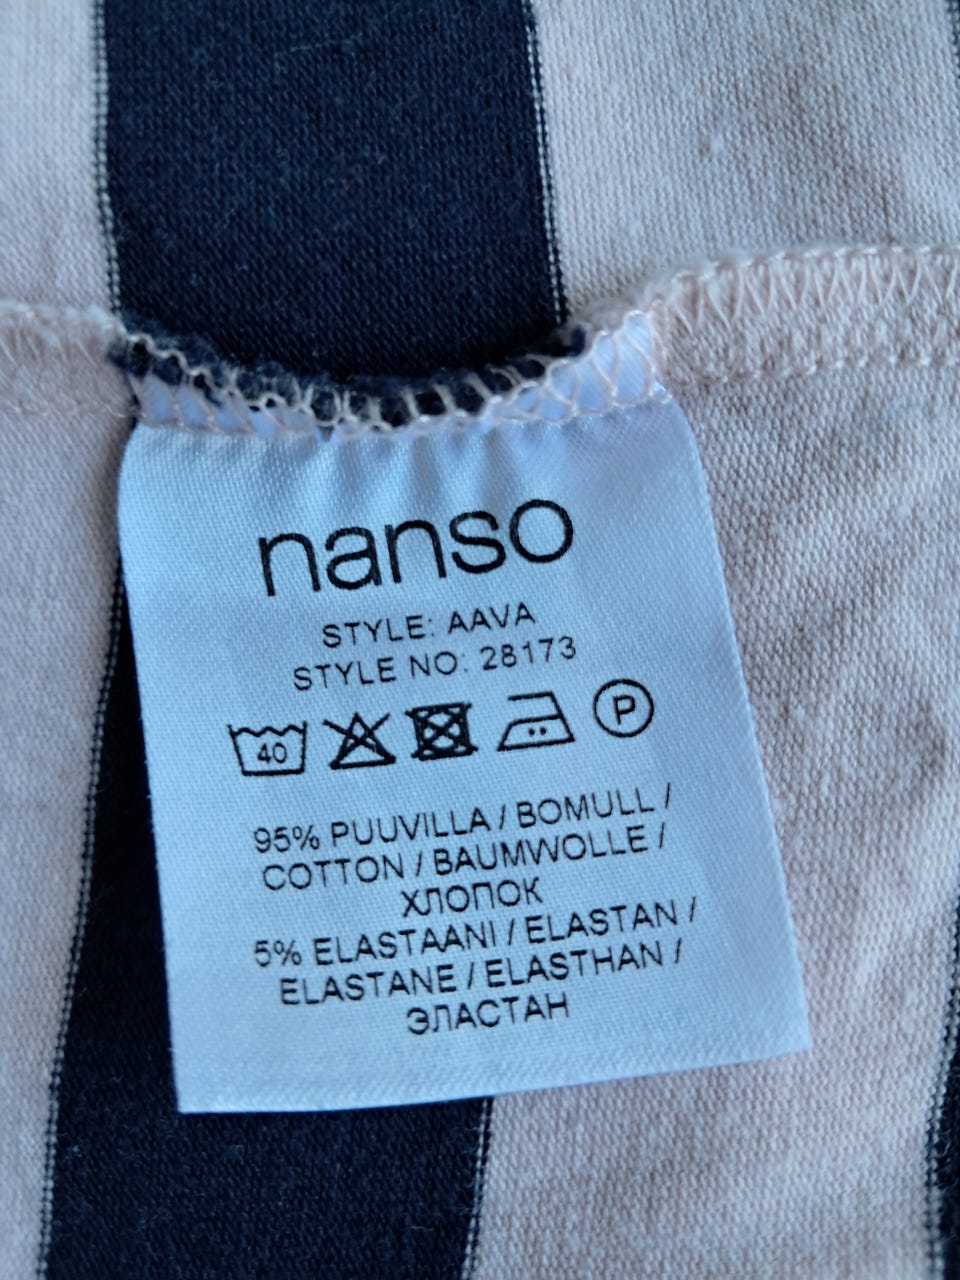 nanso
STYLE: AAVA
STYLE NO: 28173
40 P
95% PUUVILLA / BOMULL /
COTTON / BAUMWOLLE /
ХЛОПОК
5% ELASTAANI / ELASTAN /
ELASTANE / ELASTHAN /
ЭЛАСТАН